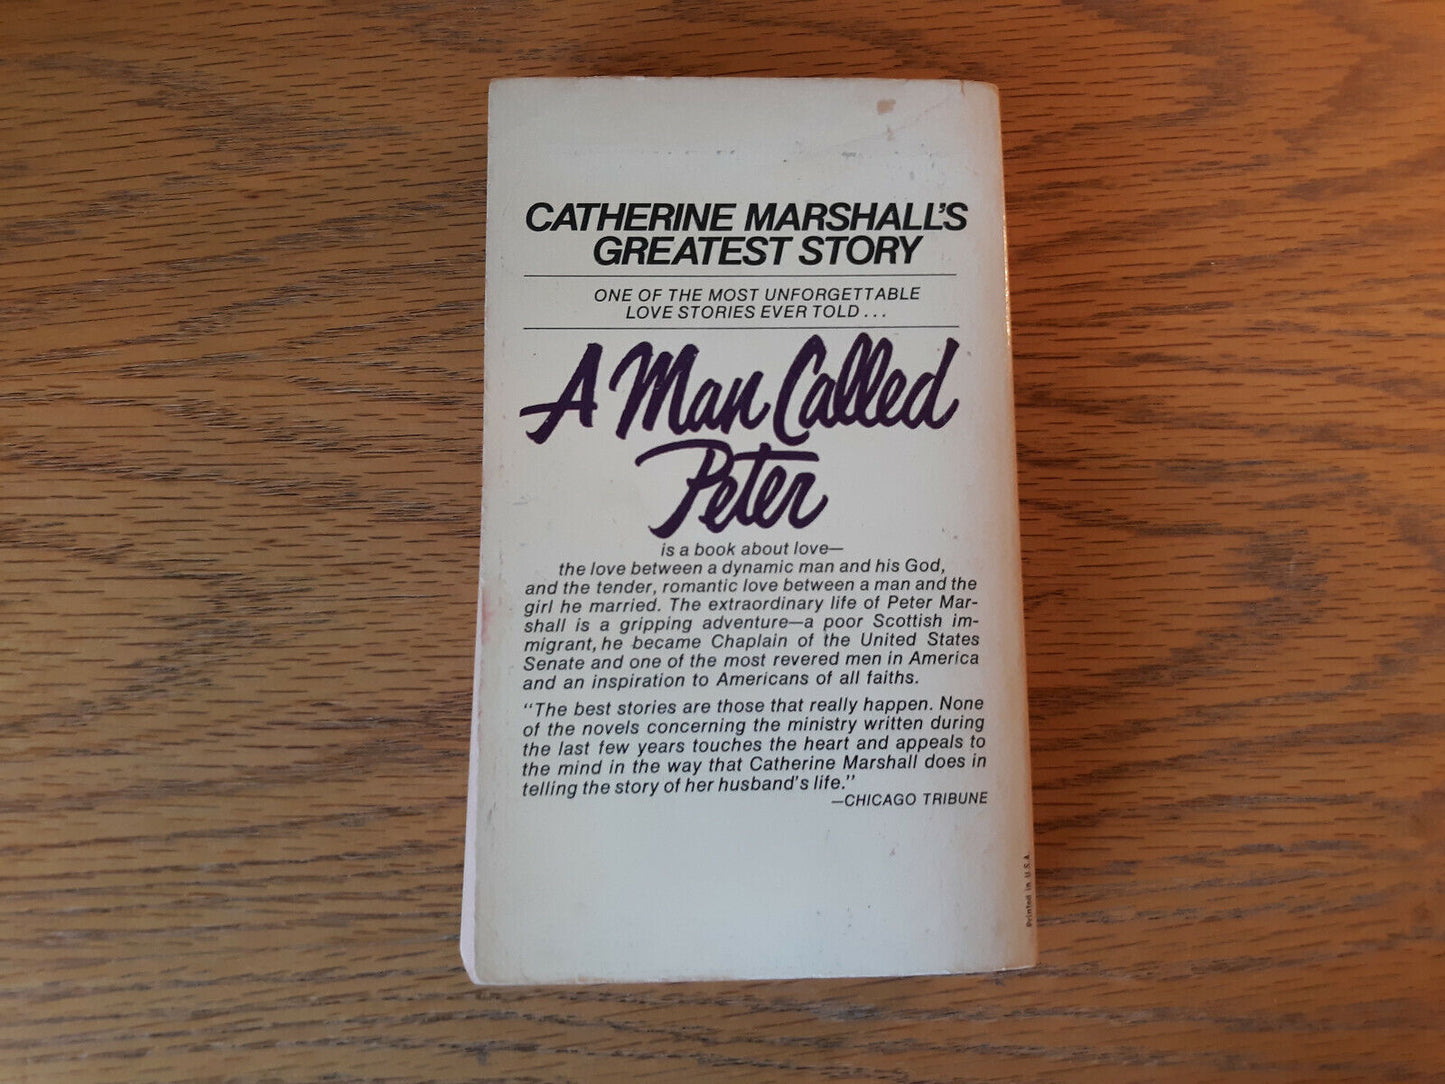 CATHERINE MARSHALL'S
GREATEST STORY
ONE OF THE MOST UNFORGETTABLE
LOVE STORIES EVER TOLD...
A Man Called
Peter
is a book about love—
the love between a dynamic man and his God,
and the tender, romantic love between a man and the
girl he married. The extraordinary life of Peter Mar-
shall is a gripping adventure—a poor Scottish im-
migrant, he became Chaplain of the United States
Senate and one of the most revered men in America
and an inspiration to Americans of all faiths.
"The best stories are those that really happen. None
of the novels concerning the ministry written during
the last few years touches the heart and appeals to
the mind in the way that Catherine Marshall does in
telling the story of her husband's life."
—CHICAGO TRIBUNE
Printed in U.S.A.